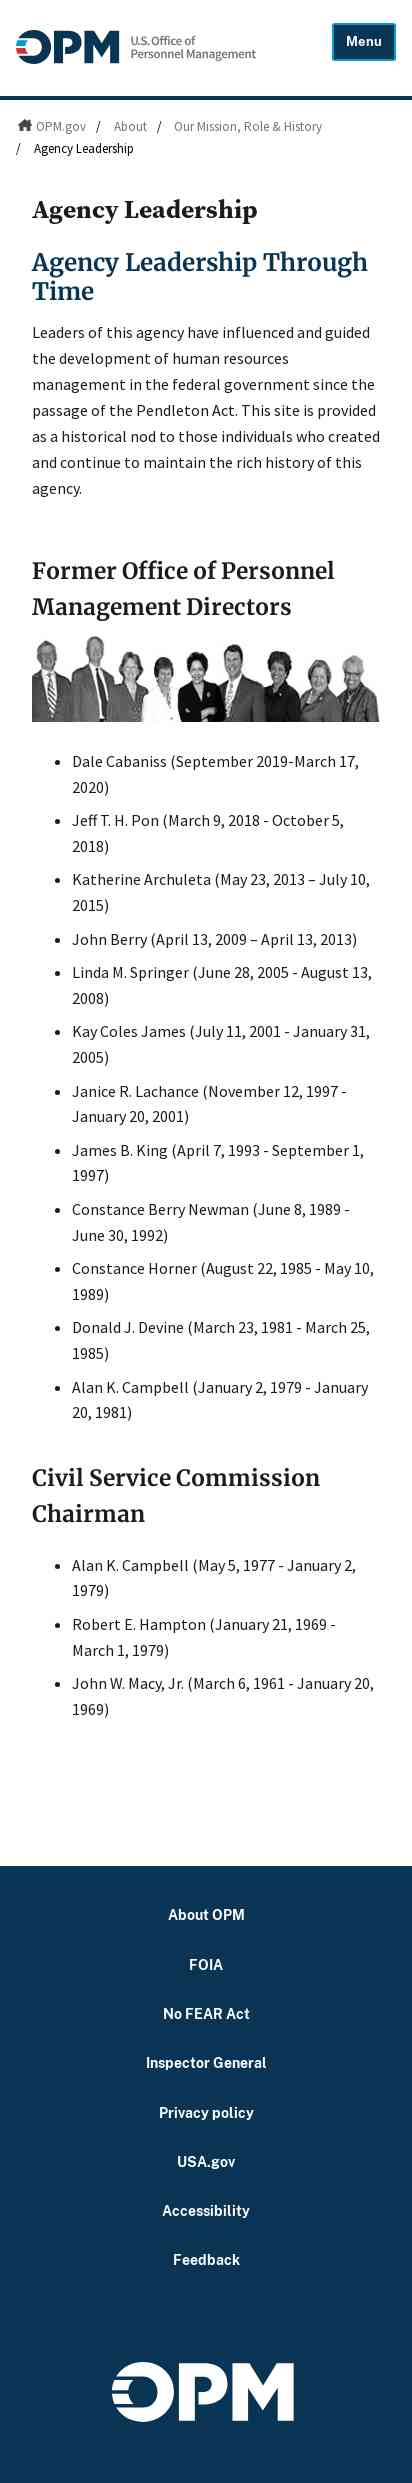 OPM U.S. Office of
Personnel Management
Menu
OPM.gov / About / Our Mission, Role & History
/ Agency Leadership
Agency Leadership
Agency Leadership Through
Time
Leaders of this agency have influenced and guided
the development of human resources
management in the federal government since the
passage of the Pendleton Act. This site is provided
as a historical nod to those individuals who created
and continue to maintain the rich history of this
agency.
Former Office of Personnel
Management Directors
• Dale Cabaniss (September 2019-March 17,
2020)
• Jeff T. H. Pon (March 9, 2018 - October 5,
2018)
• Katherine Archuleta (May 23, 2013 – July 10,
2015)
• John Berry (April 13, 2009 – April 13, 2013)
• Linda M. Springer (June 28, 2005 - August 13,
2008)
• Kay Coles James (July 11, 2001 - January 31,
2005)
• Janice R. Lachance (November 12, 1997 -
January 20, 2001)
• James B. King (April 7, 1993 - September 1,
1997)
• Constance Berry Newman (June 8, 1989 -
June 30, 1992)
• Constance Horner (August 22, 1985 - May 10,
1989)
• Donald J. Devine (March 23, 1981 - March 25,
1985)
• Alan K. Campbell (January 2, 1979 - January
20, 1981)
Civil Service Commission
Chairman
• Alan K. Campbell (May 5, 1977 - January 2,
1979)
• Robert E. Hampton (January 21, 1969 -
March 1, 1979)
• John W. Macy, Jr. (March 6, 1961 - January 20,
1969)
About OPM
FOIA
No FEAR Act
Inspector General
Privacy policy
USA.gov
Accessibility
Feedback
OPM